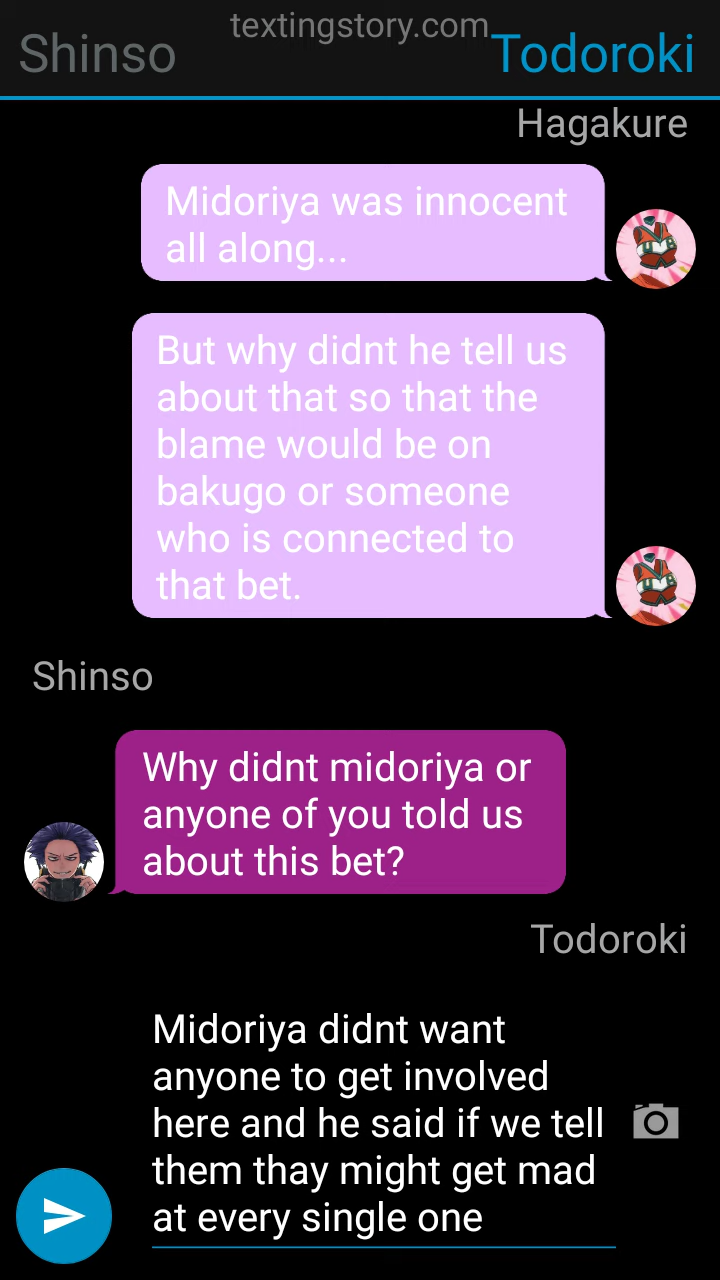 textingstory.com
Shinso
Todoroki
Hagakure
Midoriya was innocent
all along...
But why didnt he tell us
about that so that the
blame would be on
bakugo or someone
who is connected to
that bet.
Shinso
Why didnt midoriya or
anyone of you told us
about this bet?
Todoroki
Midoriya didnt want
anyone to get involved
here and he said if we tell
them thay might get mad
at every single one